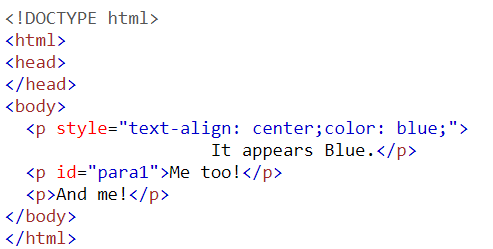 <!DOCTYPE html>
<html>
<head>
</head>
<body>
  <p style="text-align: center;color: blue;">
                    It appears Blue.</p>
  <p id="para1">Me too!</p>
  <p>And me!</p>
</body>
</html>